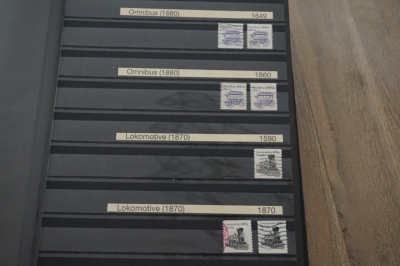 Omnibus (1880) 1649
Omnibus (1880) 1860
Lokomotive (1870) 1590
Lokomotive (1870) 1870